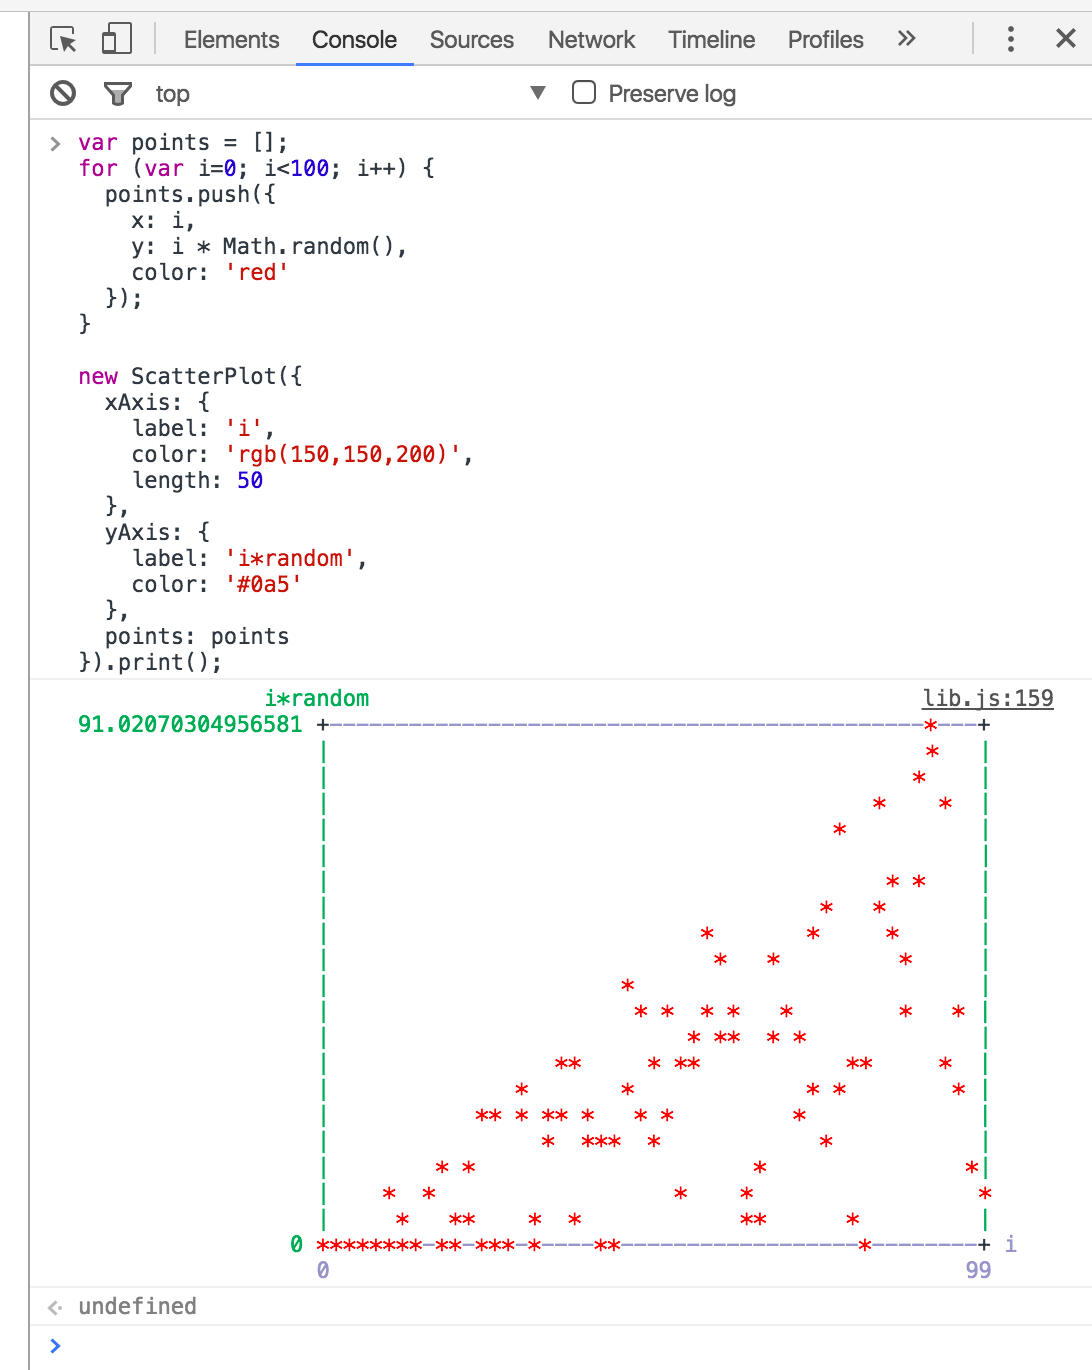 Elements Console Sources Network Timeline Profiles »
top ▼ Preserve log
> var points = [];
for (var i=0; i<100; i++) {
  points.push({
    x: i,
    y: i * Math.random(),
    color: 'red'
  });
}
new ScatterPlot({
  xAxis: {
    label: 'i',
    color: 'rgb(150,150,200)',
    length: 50
  },
  yAxis: {
    label: 'i*random',
    color: '#0a5'
  },
  points: points
}).print();
i*random lib.js:159
91.02070304956581
0 i
0 99
undefined
>